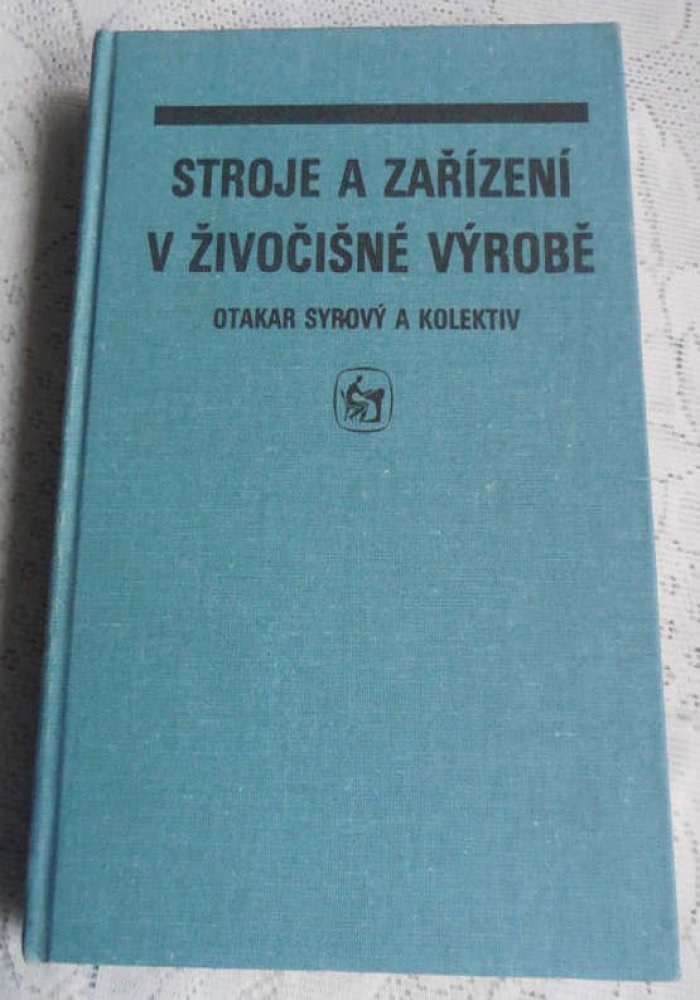 STROJE A ZAŘÍZENÍ
V ŽIVOČIŠNÉ VÝROBĚ
OTAKAR SYROVÝ A KOLEKTIV